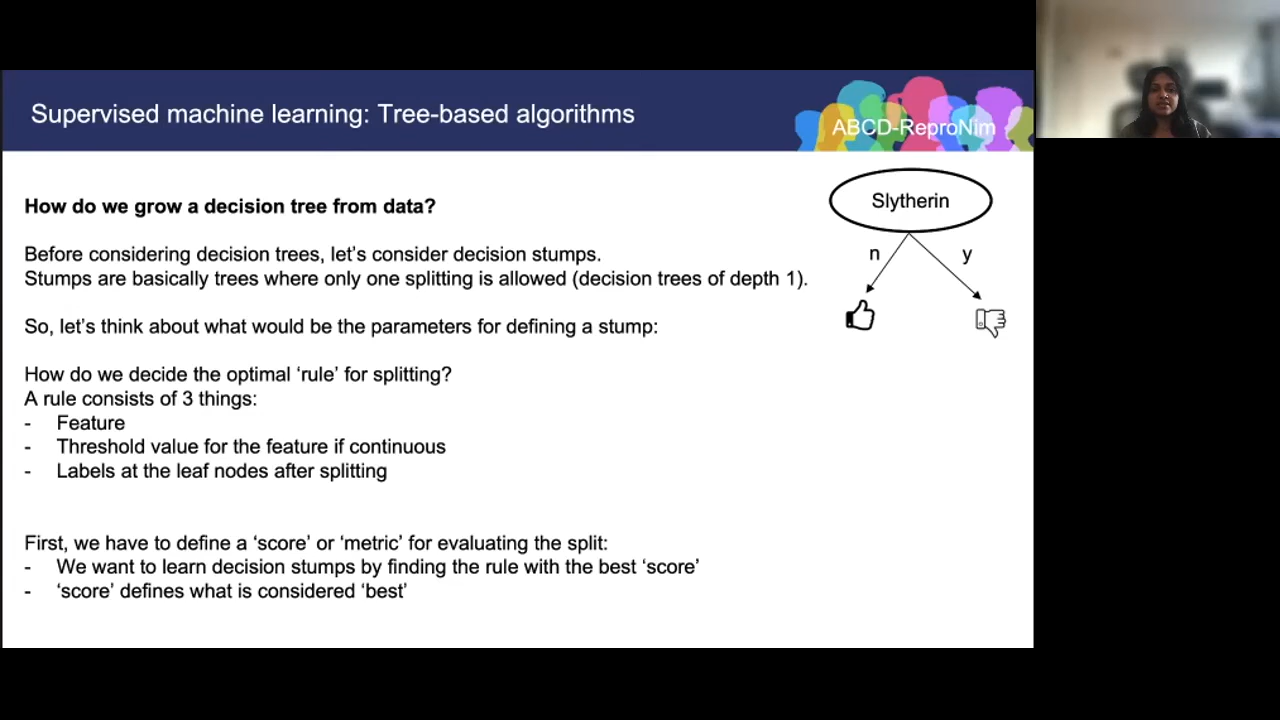 Supervised machine learning: Tree-based algorithms
ABCD-ReproNim
How do we grow a decision tree from data?
Before considering decision trees, let’s consider decision stumps.
Stumps are basically trees where only one splitting is allowed (decision trees of depth 1).
So, let’s think about what would be the parameters for defining a stump:
How do we decide the optimal ‘rule’ for splitting?
A rule consists of 3 things:
- Feature
- Threshold value for the feature if continuous
- Labels at the leaf nodes after splitting
First, we have to define a ‘score’ or ‘metric’ for evaluating the split:
- We want to learn decision stumps by finding the rule with the best ‘score’
- ‘score’ defines what is considered ‘best’
Slytherin
n y